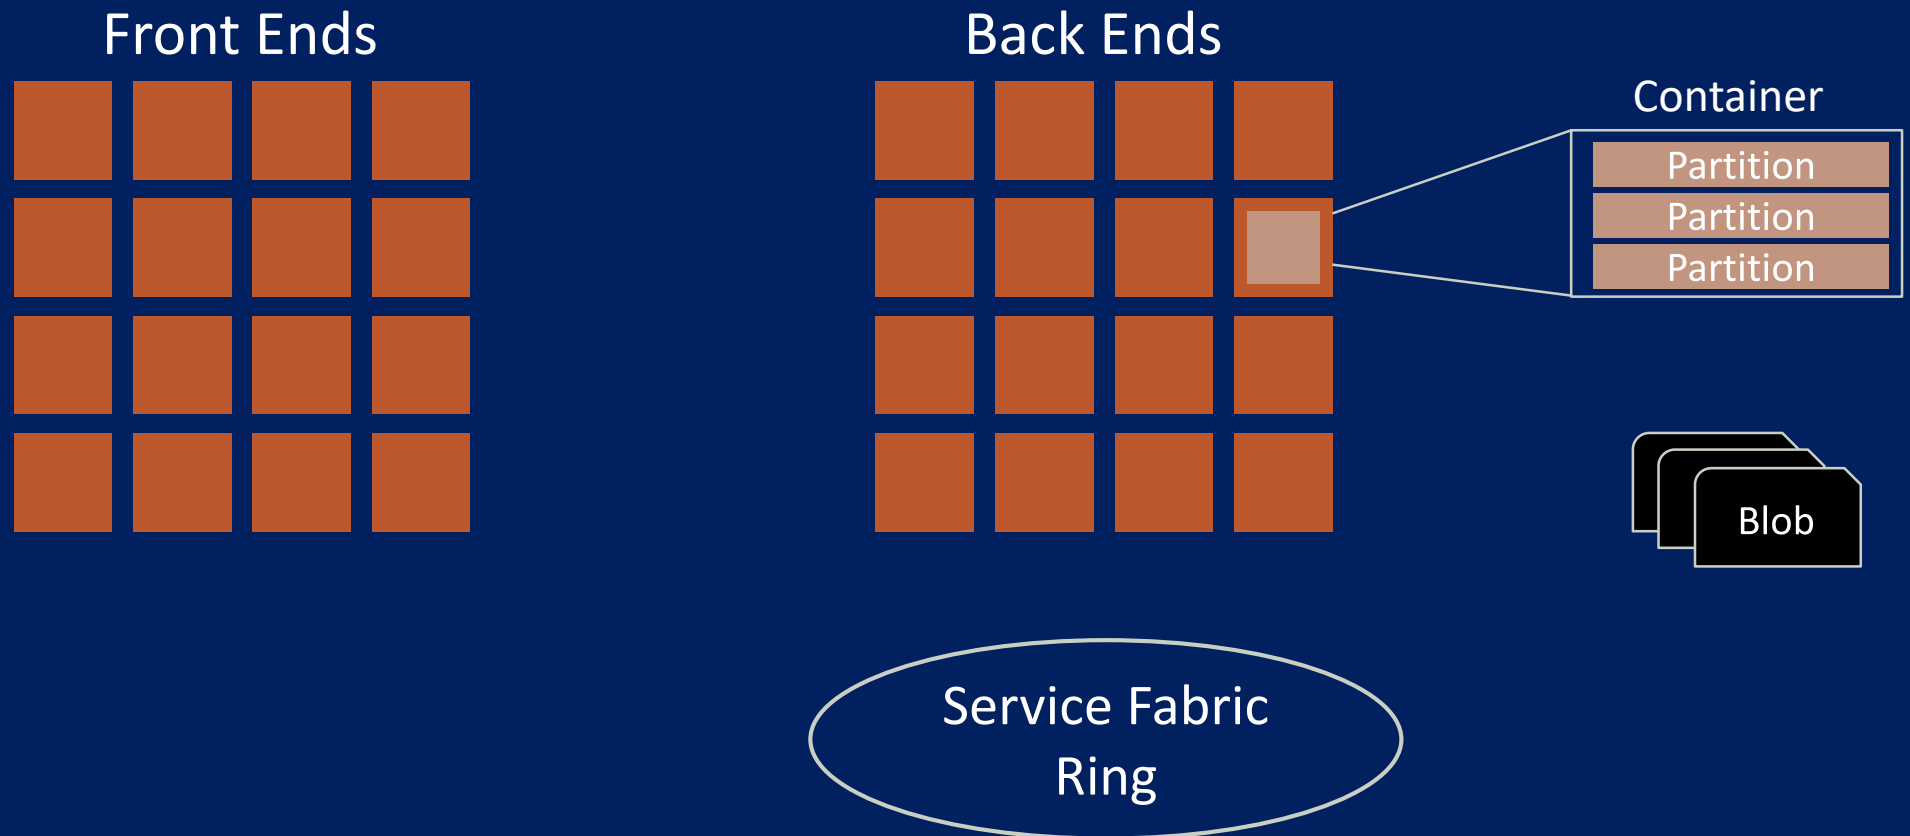 Front Ends
Back Ends
Container
Partition
Partition
Partition
Blob
Service Fabric
Ring